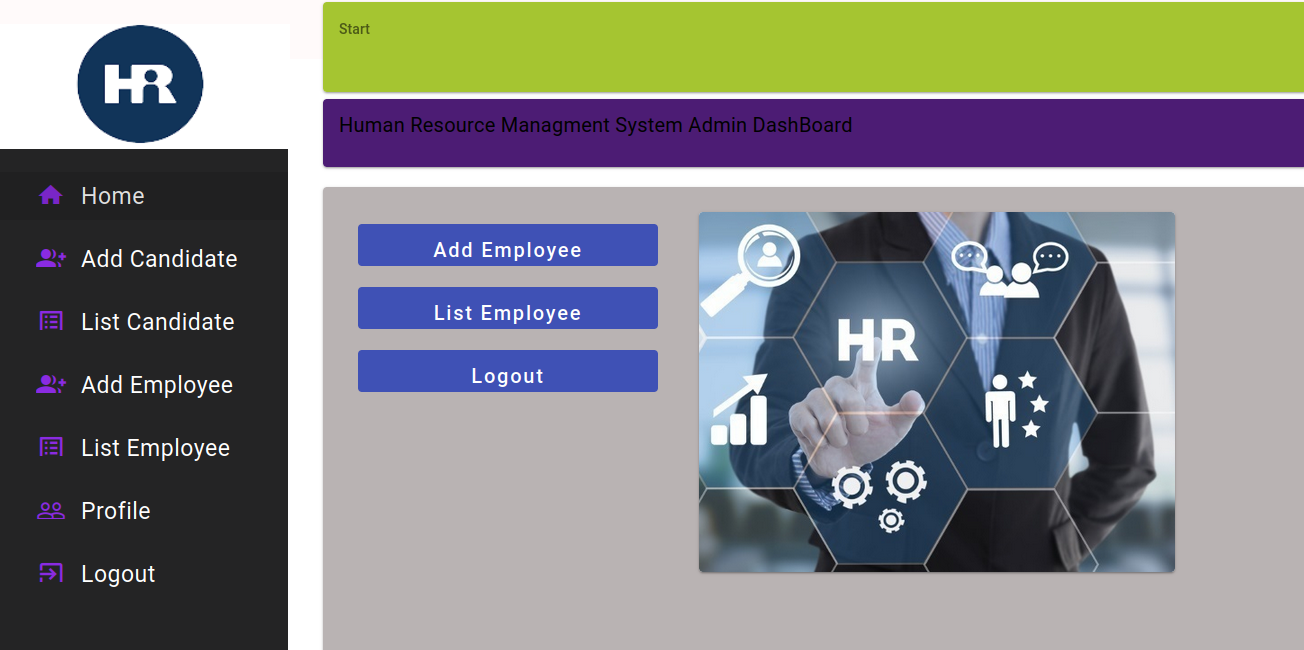 HR
Home
Add Candidate
List Candidate
Add Employee
List Employee
Profile
Logout
Start
Human Resource Managment System Admin DashBoard
Add Employee
List Employee
Logout
HR